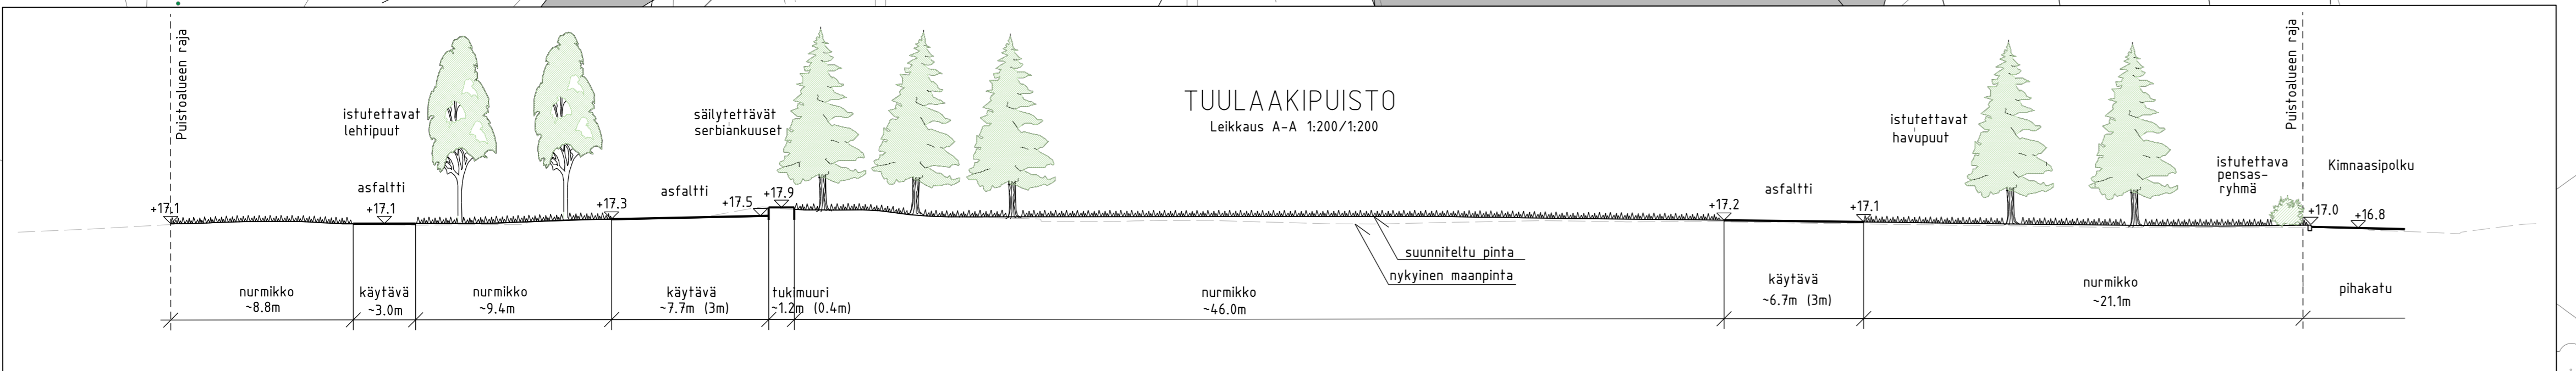 Puistoalueen raja
TUULAAKIPUISTO
Leikkaus A-A 1:200/1:200
Puistoalueen raja
istutettavat
lehtipuut
säilytettävät
serbiankuuset
istutettavat
havupuut
istutettava
pensas-
ryhmä
Kimnaasipolku
asfaltti
asfaltti
asfaltti
+17.1
+17.1
+17.3
+17.5
+17.9
+17.2
+17.1
+17.0
+16.8
suunniteltu pinta
nykyinen maanpinta
nurmikko
~8.8m
käytävä
~3.0m
nurmikko
~9.4m
käytävä
~7.7m (3m)
tukimuuri
~1.2m (0.4m)
nurmikko
~46.0m
käytävä
~6.7m (3m)
nurmikko
~21.1m
pihakatu